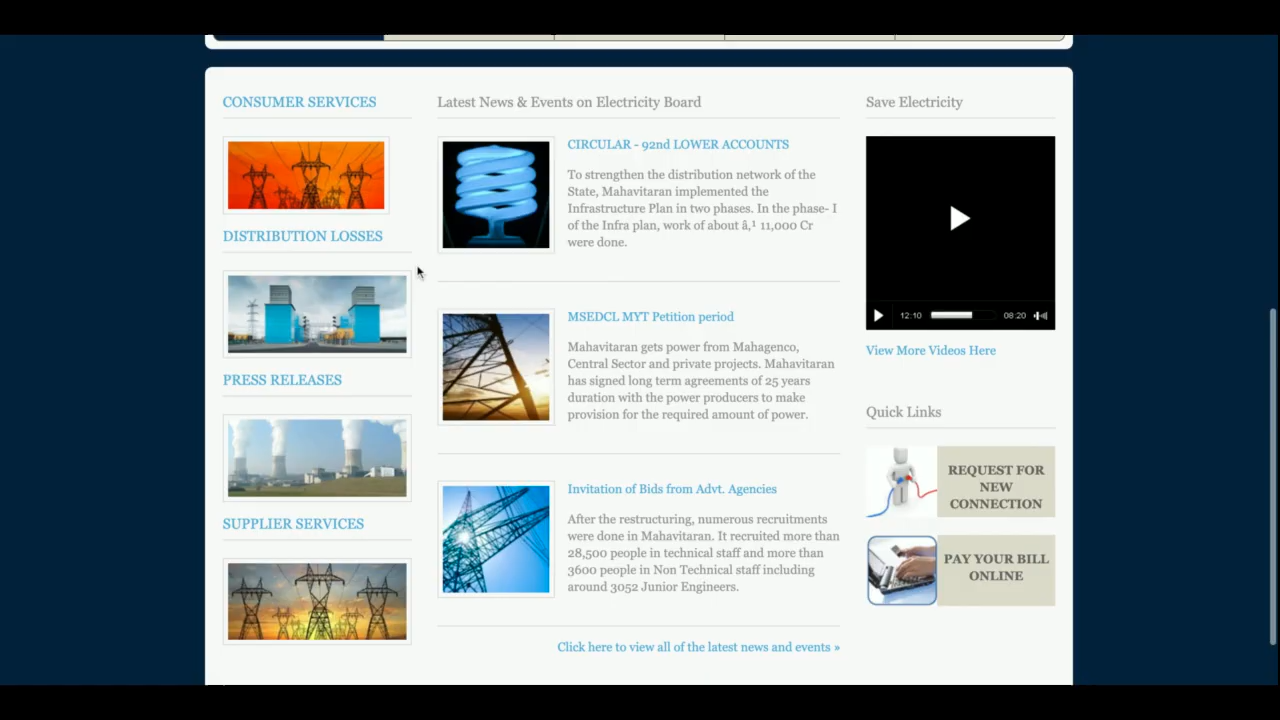 CONSUMER SERVICES
DISTRIBUTION LOSSES
PRESS RELEASES
SUPPLIER SERVICES
Latest News & Events on Electricity Board
CIRCULAR - 92nd LOWER ACCOUNTS
To strengthen the distribution network of the
State, Mahavitaran implemented the
Infrastructure Plan in two phases. In the phase- I
of the Infra plan, work of about â‚¹ 11,000 Cr
were done.
MSEDCL MYT Petition period
Mahavitaran gets power from Mahagenco,
Central Sector and private projects. Mahavitaran
has signed long term agreements of 25 years
duration with the power producers to make
provision for the required amount of power.
Invitation of Bids from Advt. Agencies
After the restructuring, numerous recruitments
were done in Mahavitaran. It recruited more than
28,500 people in technical staff and more than
3600 people in Non Technical staff including
around 3052 Junior Engineers.
Click here to view all of the latest news and events »
Save Electricity
12:10 08:20
View More Videos Here
Quick Links
REQUEST FOR
NEW
CONNECTION
PAY YOUR BILL
ONLINE